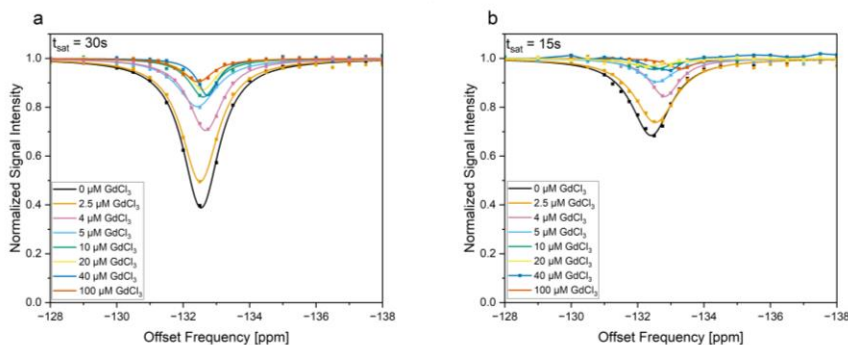 a
t_sat = 30s
Normalized Signal Intensity
1.0
0.8
0.6
0.4
0.2
0.0
0 μM GdCl₃
2.5 μM GdCl₃
4 μM GdCl₃
5 μM GdCl₃
10 μM GdCl₃
20 μM GdCl₃
40 μM GdCl₃
100 μM GdCl₃
−128 −130 −132 −134 −136 −138
Offset Frequency [ppm]
b
t_sat = 15s
Normalized Signal Intensity
1.0
0.8
0.6
0.4
0.2
0.0
0 μM GdCl₃
2.5 μM GdCl₃
4 μM GdCl₃
5 μM GdCl₃
10 μM GdCl₃
20 μM GdCl₃
40 μM GdCl₃
100 μM GdCl₃
−128 −130 −132 −134 −136 −138
Offset Frequency [ppm]